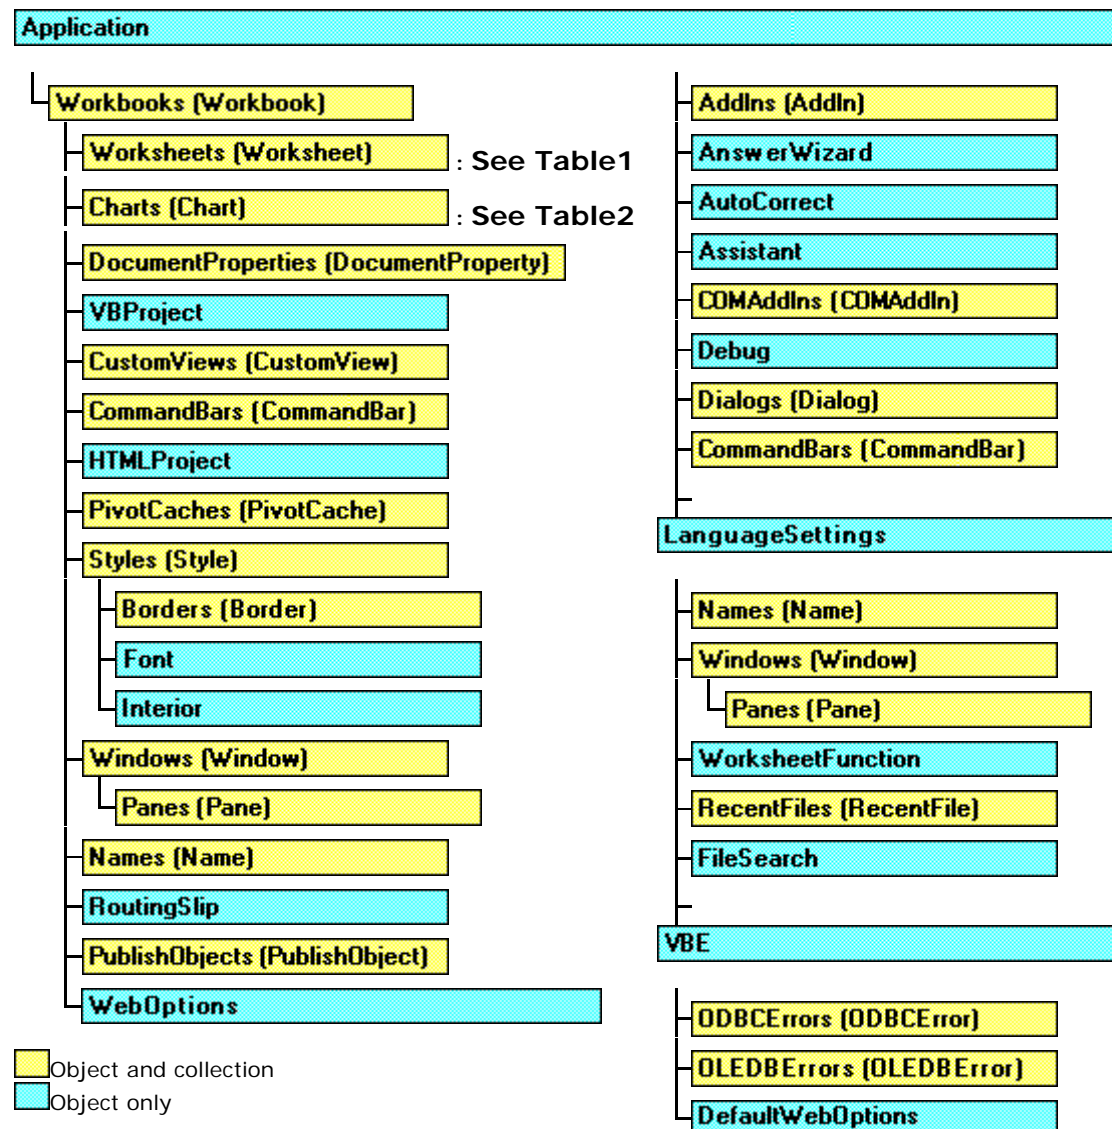 Application
Workbooks (Workbook)
Worksheets (Worksheet) : See Table1
Charts (Chart) : See Table2
DocumentProperties (DocumentProperty)
VBProject
CustomViews (CustomView)
CommandBars (CommandBar)
HTMLProject
PivotCaches (PivotCache)
Styles (Style)
Borders (Border)
Font
Interior
Windows (Window)
Panes (Pane)
Names (Name)
RoutingSlip
PublishObjects (PublishObject)
WebOptions
Object and collection
Object only
AddIns (AddIn)
AnswerWizard
AutoCorrect
Assistant
COMAddIns (COMAddIn)
Debug
Dialogs (Dialog)
CommandBars (CommandBar)
LanguageSettings
Names (Name)
Windows (Window)
Panes (Pane)
WorksheetFunction
RecentFiles (RecentFile)
FileSearch
VBE
ODBCErrors (ODBCError)
OLEDBErrors (OLEDBError)
DefaultWebOptions